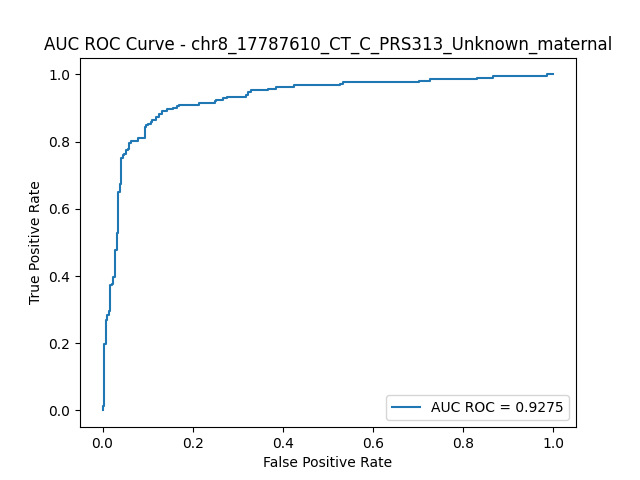 AUC ROC Curve - chr8_17787610_CT_C_PRS313_Unknown_maternal
1.0
0.8
0.6
0.4
0.2
0.0
True Positive Rate
AUC ROC = 0.9275
0.0 0.2 0.4 0.6 0.8 1.0
False Positive Rate